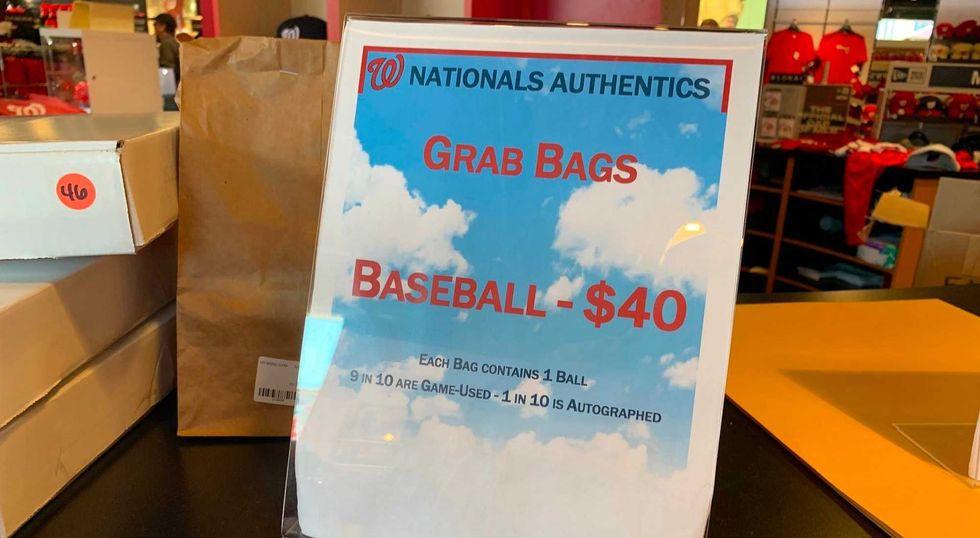 W NATIONALS AUTHENTICS
GRAB BAGS
BASEBALL - $40
EACH BAG CONTAINS 1 BALL
9 IN 10 ARE GAME-USED - 1 IN 10 IS AUTOGRAPHED
46